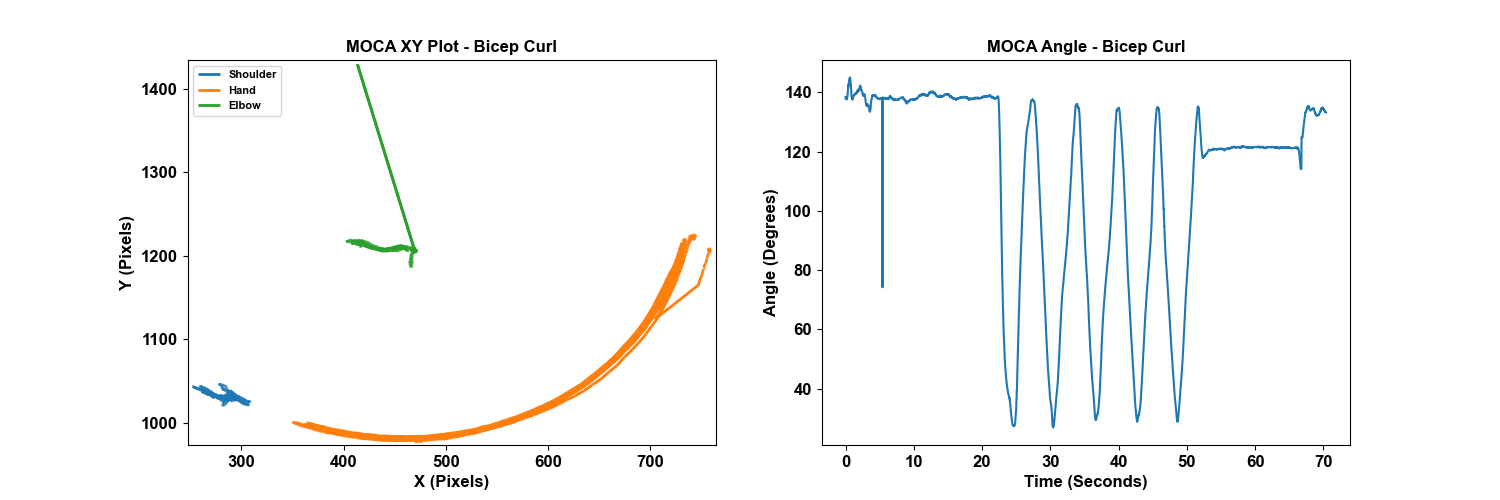 MOCA XY Plot - Bicep Curl
Shoulder
Hand
Elbow
1400
1300
1200
1100
1000
Y (Pixels)
300 400 500 600 700
X (Pixels)
MOCA Angle - Bicep Curl
140
120
100
80
60
40
Angle (Degrees)
0 10 20 30 40 50 60 70
Time (Seconds)